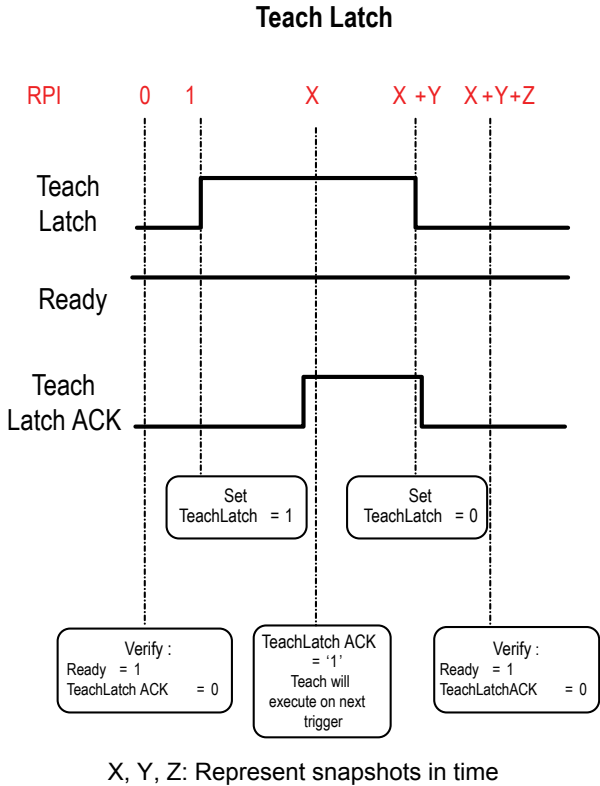 Teach Latch
RPI 0 1 X X +Y X +Y+Z
Teach
Latch
Ready
Teach
Latch ACK
Set
TeachLatch = 1
Set
TeachLatch = 0
Verify :
Ready = 1
TeachLatch ACK = 0
TeachLatch ACK
= ‘1’
Teach will
execute on next
trigger
Verify :
Ready = 1
TeachLatchACK = 0
X, Y, Z: Represent snapshots in time